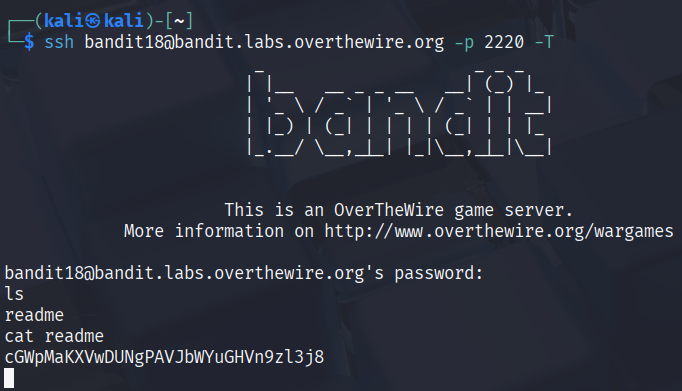 ┌──(kali㉿kali)-[~]
└─$ ssh bandit18@bandit.labs.overthewire.org -p 2220 -T
bandit
This is an OverTheWire game server.
More information on http://www.overthewire.org/wargames
bandit18@bandit.labs.overthewire.org's password:
ls
readme
cat readme
cGWpMaKXVwDUNgPAVJbWYuGHVn9zl3j8